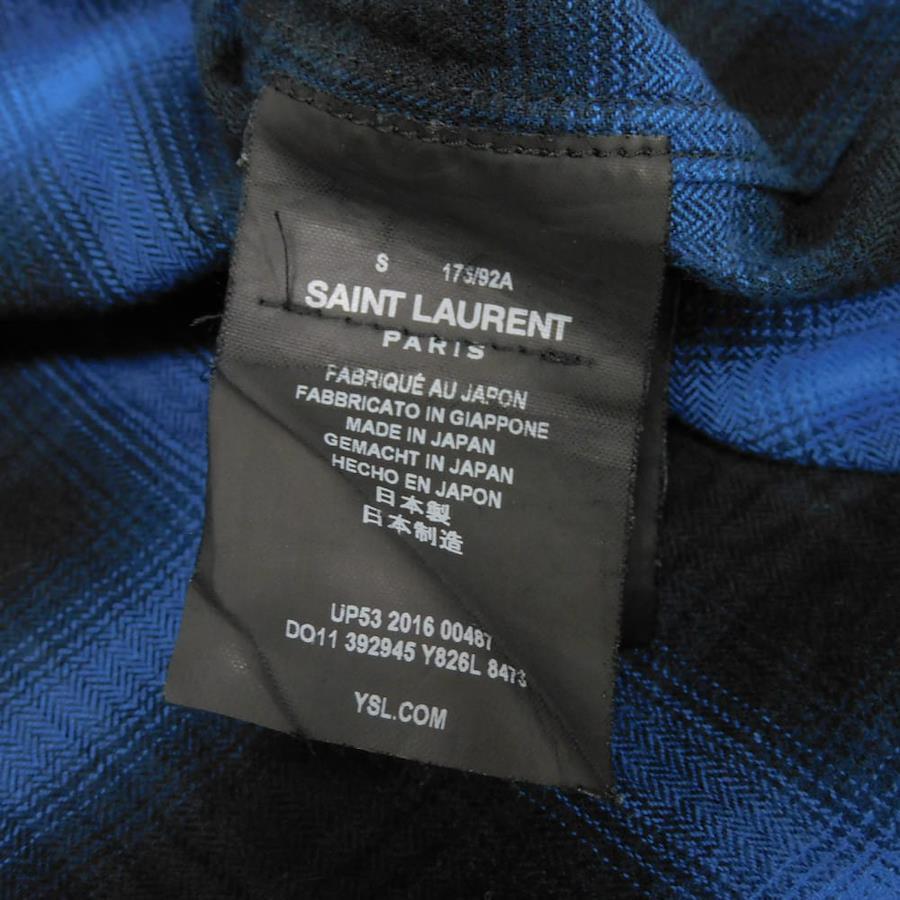 S 175/92A
SAINT LAURENT
PARIS
FABRIQUÉ AU JAPON
FABBRICATO IN GIAPPONE
MADE IN JAPAN
GEMACHT IN JAPAN
HECHO EN JAPON
日本製
日本制造
UP53 2016 00487
DO11 392945 Y826L 8473
YSL.COM